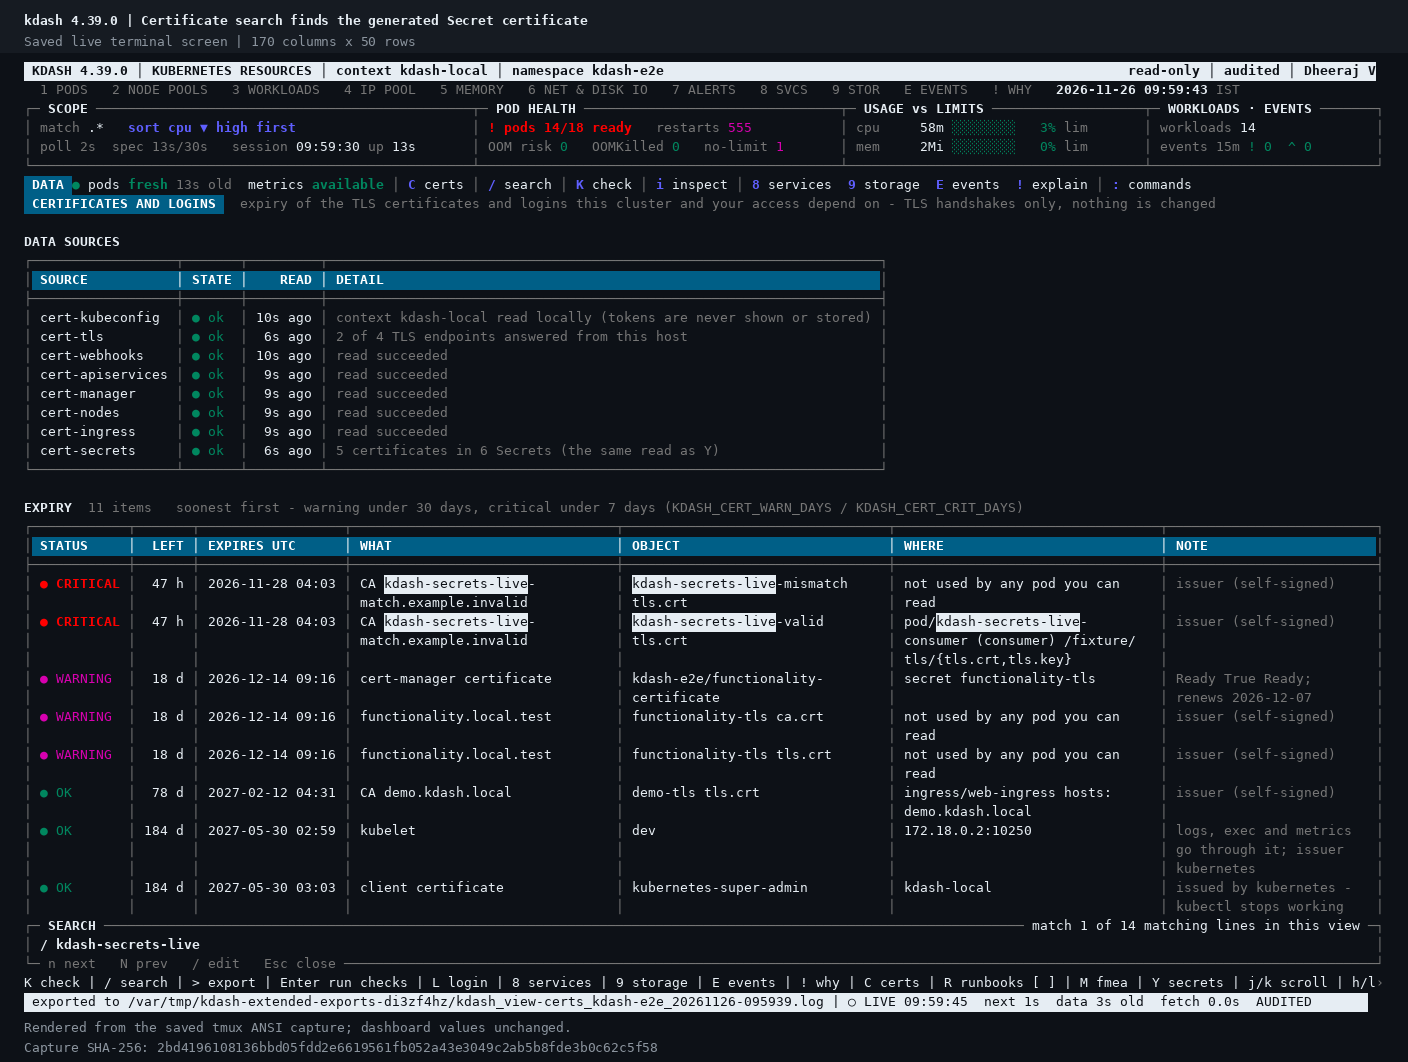 kdash 4.39.0 | Certificate search finds the generated Secret certificate
Saved live terminal screen | 170 columns x 50 rows
KDASH 4.39.0 │ KUBERNETES RESOURCES │ context kdash-local │ namespace kdash-e2e read-only │ audited │ Dheeraj V
1 PODS 2 NODE POOLS 3 WORKLOADS 4 IP POOL 5 MEMORY 6 NET & DISK IO 7 ALERTS 8 SVCS 9 STOR E EVENTS ! WHY 2026-11-26 09:59:43 IST
SCOPE POD HEALTH USAGE vs LIMITS WORKLOADS · EVENTS
match .* sort cpu ▼ high first │ ! pods 14/18 ready restarts 555 │ cpu 58m ░░░░░░░░ 3% lim │ workloads 14
poll 2s spec 13s/30s session 09:59:30 up 13s │ OOM risk 0 OOMKilled 0 no-limit 1 │ mem 2Mi ░░░░░░░░ 0% lim │ events 15m ! 0 ^ 0
DATA ● pods fresh 13s old metrics available │ C certs │ / search │ K check │ i inspect │ 8 services 9 storage E events ! explain │ : commands
CERTIFICATES AND LOGINS expiry of the TLS certificates and logins this cluster and your access depend on - TLS handshakes only, nothing is changed
DATA SOURCES
SOURCE │ STATE │ READ │ DETAIL
cert-kubeconfig │ ● ok │ 10s ago │ context kdash-local read locally (tokens are never shown or stored)
cert-tls │ ● ok │ 6s ago │ 2 of 4 TLS endpoints answered from this host
cert-webhooks │ ● ok │ 10s ago │ read succeeded
cert-apiservices │ ● ok │ 9s ago │ read succeeded
cert-manager │ ● ok │ 9s ago │ read succeeded
cert-nodes │ ● ok │ 9s ago │ read succeeded
cert-ingress │ ● ok │ 9s ago │ read succeeded
cert-secrets │ ● ok │ 6s ago │ 5 certificates in 6 Secrets (the same read as Y)
EXPIRY 11 items soonest first - warning under 30 days, critical under 7 days (KDASH_CERT_WARN_DAYS / KDASH_CERT_CRIT_DAYS)
STATUS │ LEFT │ EXPIRES UTC │ WHAT │ OBJECT │ WHERE │ NOTE
● CRITICAL │ 47 h │ 2026-11-28 04:03 │ CA kdash-secrets-live- │ kdash-secrets-live-mismatch │ not used by any pod you can │ issuer (self-signed)
match.example.invalid │ tls.crt │ read
● CRITICAL │ 47 h │ 2026-11-28 04:03 │ CA kdash-secrets-live- │ kdash-secrets-live-valid │ pod/kdash-secrets-live- │ issuer (self-signed)
match.example.invalid │ tls.crt │ consumer (consumer) /fixture/
tls/{tls.crt,tls.key}
● WARNING │ 18 d │ 2026-12-14 09:16 │ cert-manager certificate │ kdash-e2e/functionality- │ secret functionality-tls │ Ready True Ready;
certificate │ renews 2026-12-07
● WARNING │ 18 d │ 2026-12-14 09:16 │ functionality.local.test │ functionality-tls ca.crt │ not used by any pod you can │ issuer (self-signed)
read
● WARNING │ 18 d │ 2026-12-14 09:16 │ functionality.local.test │ functionality-tls tls.crt │ not used by any pod you can │ issuer (self-signed)
read
● OK │ 78 d │ 2027-02-12 04:31 │ CA demo.kdash.local │ demo-tls tls.crt │ ingress/web-ingress hosts: │ issuer (self-signed)
demo.kdash.local
● OK │ 184 d │ 2027-05-30 02:59 │ kubelet │ dev │ 172.18.0.2:10250 │ logs, exec and metrics
go through it; issuer
kubernetes
● OK │ 184 d │ 2027-05-30 03:03 │ client certificate │ kubernetes-super-admin │ kdash-local │ issued by kubernetes -
kubectl stops working
SEARCH match 1 of 14 matching lines in this view
/ kdash-secrets-live
n next N prev / edit Esc close
K check | / search | > export | Enter run checks | L login | 8 services | 9 storage | E events | ! why | C certs | R runbooks [ ] | M fmea | Y secrets | j/k scroll | h/l›
exported to /var/tmp/kdash-extended-exports-di3zf4hz/kdash_view-certs_kdash-e2e_20261126-095939.log | ○ LIVE 09:59:45 next 1s data 3s old fetch 0.0s AUDITED
Rendered from the saved tmux ANSI capture; dashboard values unchanged.
Capture SHA-256: 2bd4196108136bbd05fdd2e6619561fb052a43e3049c2ab5b8fde3b0c62c5f58